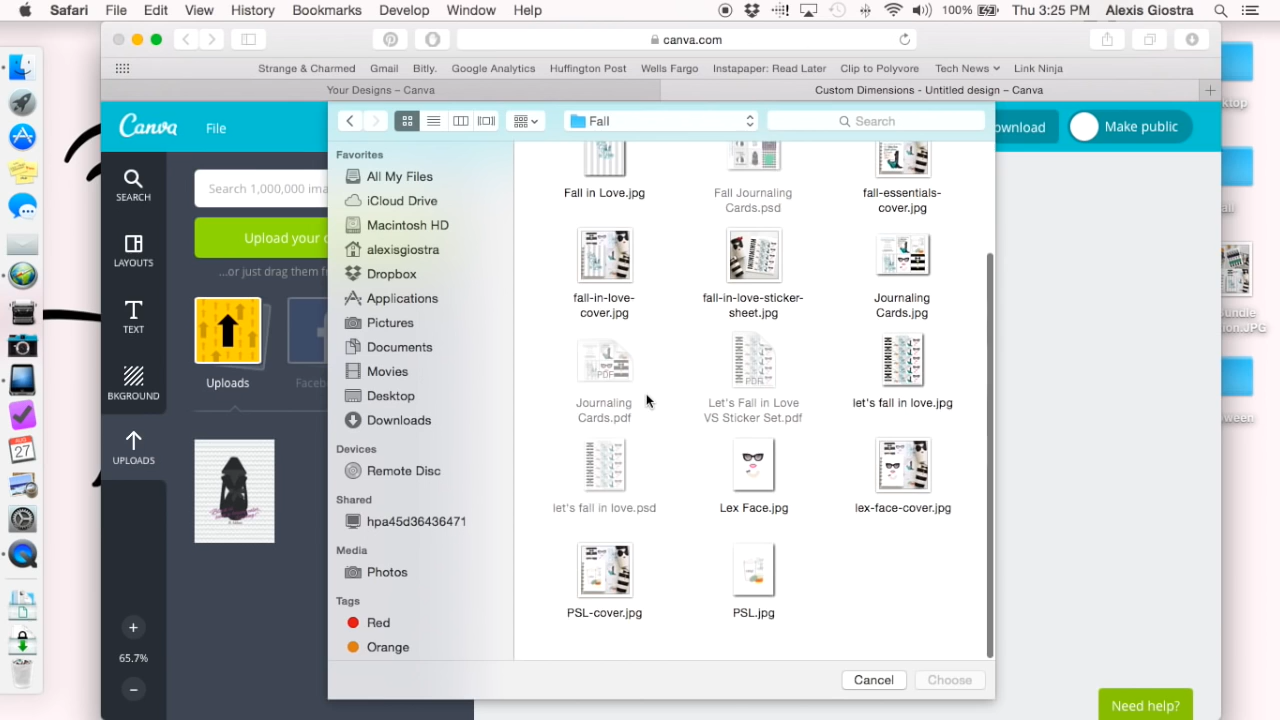 Safari File Edit View History Bookmarks Develop Window Help 100% Thu 3:25 PM Alexis Giostra
canva.com
Strange & Charmed Gmail Bitly. Google Analytics Huffington Post Wells Fargo Instapaper: Read Later Clip to Polyvore Tech News Link Ninja
Your Designs – Canva Custom Dimensions - Untitled design – Canva
Canva File ownload Make public
Fall Search
SEARCH
LAYOUTS
TEXT
BKGROUND
UPLOADS
65.7%
Search 1,000,000 ima
Upload your
...or just drag them f
Uploads
Faceb
Favorites
All My Files
iCloud Drive
Macintosh HD
alexisgiostra
Dropbox
Applications
Pictures
Documents
Movies
Desktop
Downloads
Devices
Remote Disc
Shared
hpa45d36436471
Media
Photos
Tags
Red
Orange
Fall in Love.jpg
Fall Journaling
Cards.psd
fall-essentials-
cover.jpg
fall-in-love-
cover.jpg
fall-in-love-sticker-
sheet.jpg
Journaling
Cards.jpg
Journaling
Cards.pdf
Let's Fall in Love
VS Sticker Set.pdf
let's fall in love.jpg
let's fall in love.psd
Lex Face.jpg
lex-face-cover.jpg
PSL-cover.jpg
PSL.jpg
Cancel Choose
Need help?
ktop
all
undle
on.JPG
ween